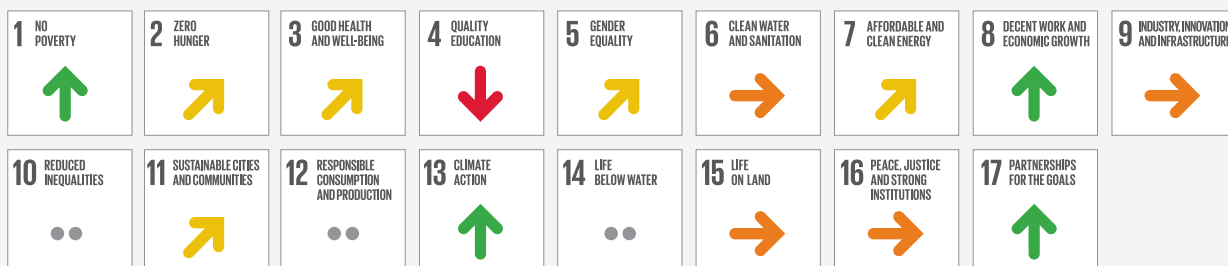 1 NO
POVERTY
2 ZERO
HUNGER
3 GOOD HEALTH
AND WELL-BEING
4 QUALITY
EDUCATION
5 GENDER
EQUALITY
6 CLEAN WATER
AND SANITATION
7 AFFORDABLE AND
CLEAN ENERGY
8 DECENT WORK AND
ECONOMIC GROWTH
9 INDUSTRY, INNOVATION
AND INFRASTRUCTURE
10 REDUCED
INEQUALITIES
11 SUSTAINABLE CITIES
AND COMMUNITIES
12 RESPONSIBLE
CONSUMPTION
AND PRODUCTION
13 CLIMATE
ACTION
14 LIFE
BELOW WATER
15 LIFE
ON LAND
16 PEACE, JUSTICE
AND STRONG
INSTITUTIONS
17 PARTNERSHIPS
FOR THE GOALS